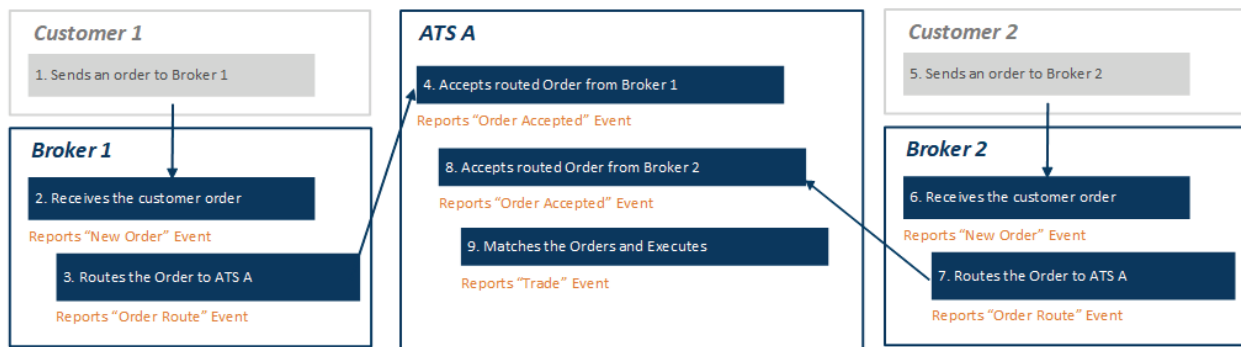 Customer 1
1. Sends an order to Broker 1
Broker 1
2. Receives the customer order
Reports “New Order” Event
3. Routes the Order to ATS A
Reports “Order Route” Event
ATS A
4. Accepts routed Order from Broker 1
Reports “Order Accepted” Event
8. Accepts routed Order from Broker 2
Reports “Order Accepted” Event
9. Matches the Orders and Executes
Reports “Trade” Event
Customer 2
5. Sends an order to Broker 2
Broker 2
6. Receives the customer order
Reports “New Order” Event
7. Routes the Order to ATS A
Reports “Order Route” Event